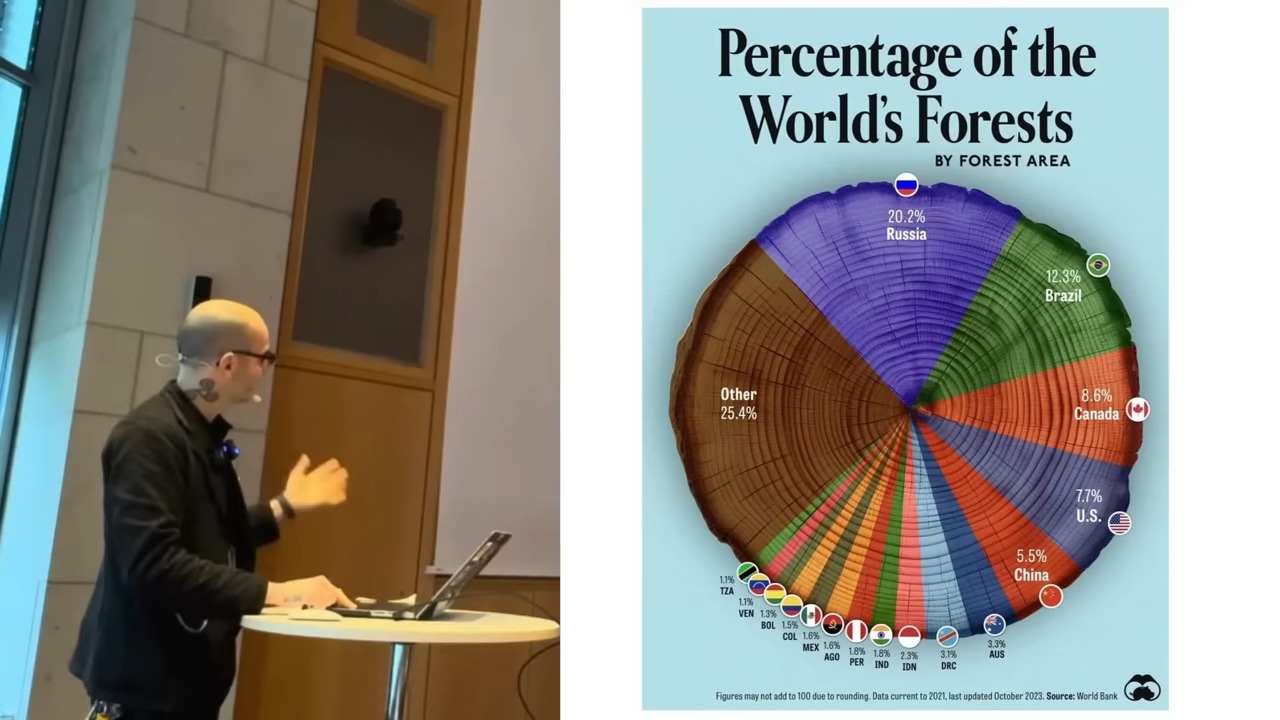 Percentage of the
World's Forests
BY FOREST AREA
20.2%
Russia
12.3%
Brazil
8.6%
Canada
7.7%
U.S.
5.5%
China
3.3%
AUS
3.1%
DRC
2.3%
IDN
1.8%
IND
1.8%
PER
1.6%
AGO
1.6%
MEX
1.5%
COL
1.3%
BOL
1.1%
VEN
1.1%
TZA
Other
25.4%
Figures may not add to 100 due to rounding. Data current to 2021, last updated October 2023. Source: World Bank